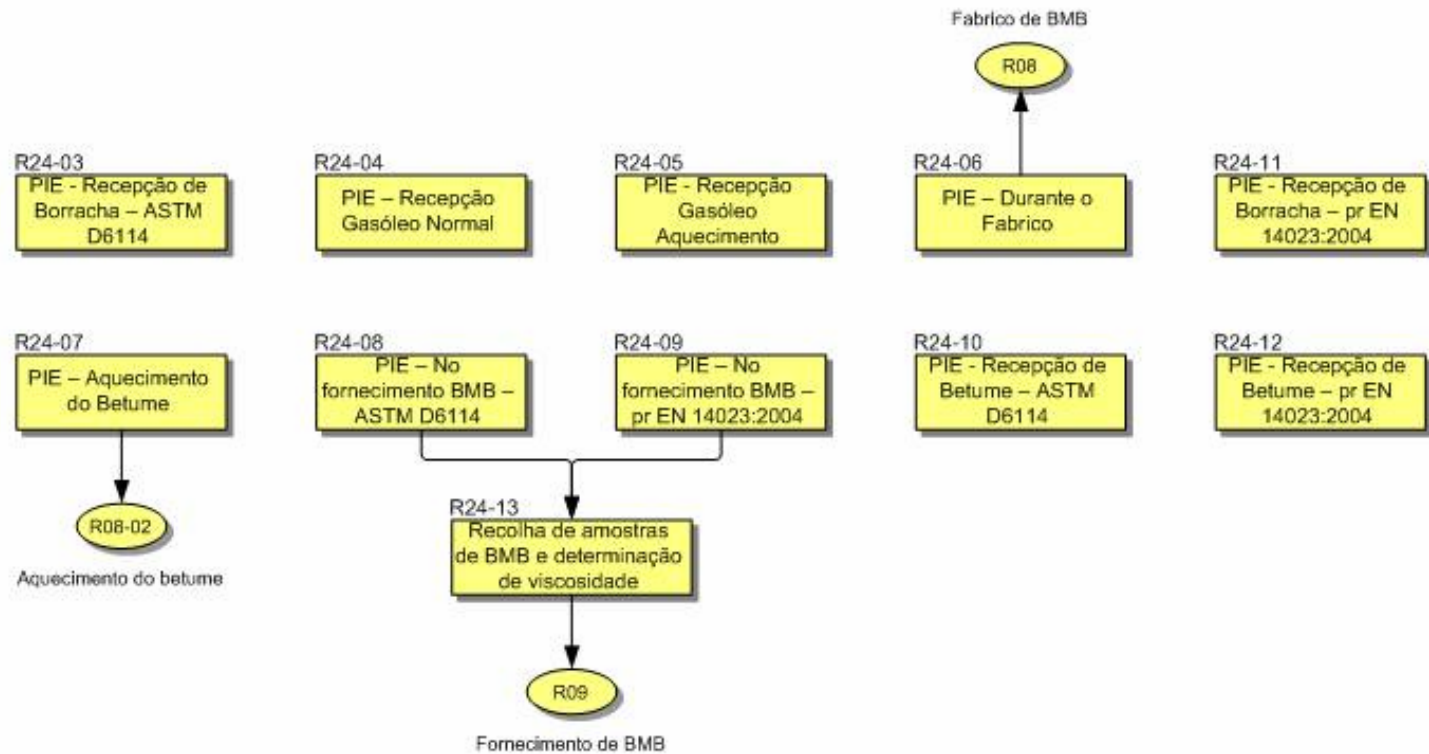 Fabrico de BMB
R08
R24-03
PIE - Recepção de
Borracha – ASTM
D6114
R24-04
PIE – Recepção
Gasóleo Normal
R24-05
PIE - Recepção
Gasóleo
Aquecimento
R24-06
PIE – Durante o
Fabrico
R24-11
PIE - Recepção de
Borracha – pr EN
14023:2004
R24-07
PIE – Aquecimento
do Betume
R24-08
PIE – No
fornecimento BMB –
ASTM D6114
R24-09
PIE – No
fornecimento BMB –
pr EN 14023:2004
R24-10
PIE - Recepção de
Betume – ASTM
D6114
R24-12
PIE - Recepção de
Betume – pr EN
14023:2004
R08-02
Aquecimento do betume
R24-13
Recolha de amostras
de BMB e determinação
de viscosidade
R09
Fornecimento de BMB